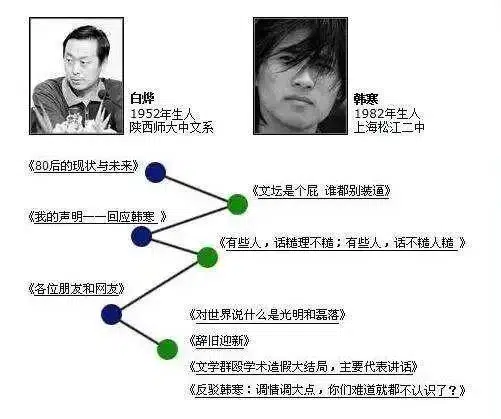 白烨
1952年生人
陕西师大中文系
韩寒
1982年生人
上海松江二中
《80后的现状与未来》
《文坛是个屁 谁都别装逼》
《我的声明——回应韩寒 》
《有些人，话糙理不糙；有些人，话不糙人糙 》
《各位朋友和网友》
《对世界说什么是光明和磊落》
《辞旧迎新》
《文学群殴学术造假大结局，主要代表讲话》
《反驳韩寒：调情调大点，你们难道就都不认识了？》